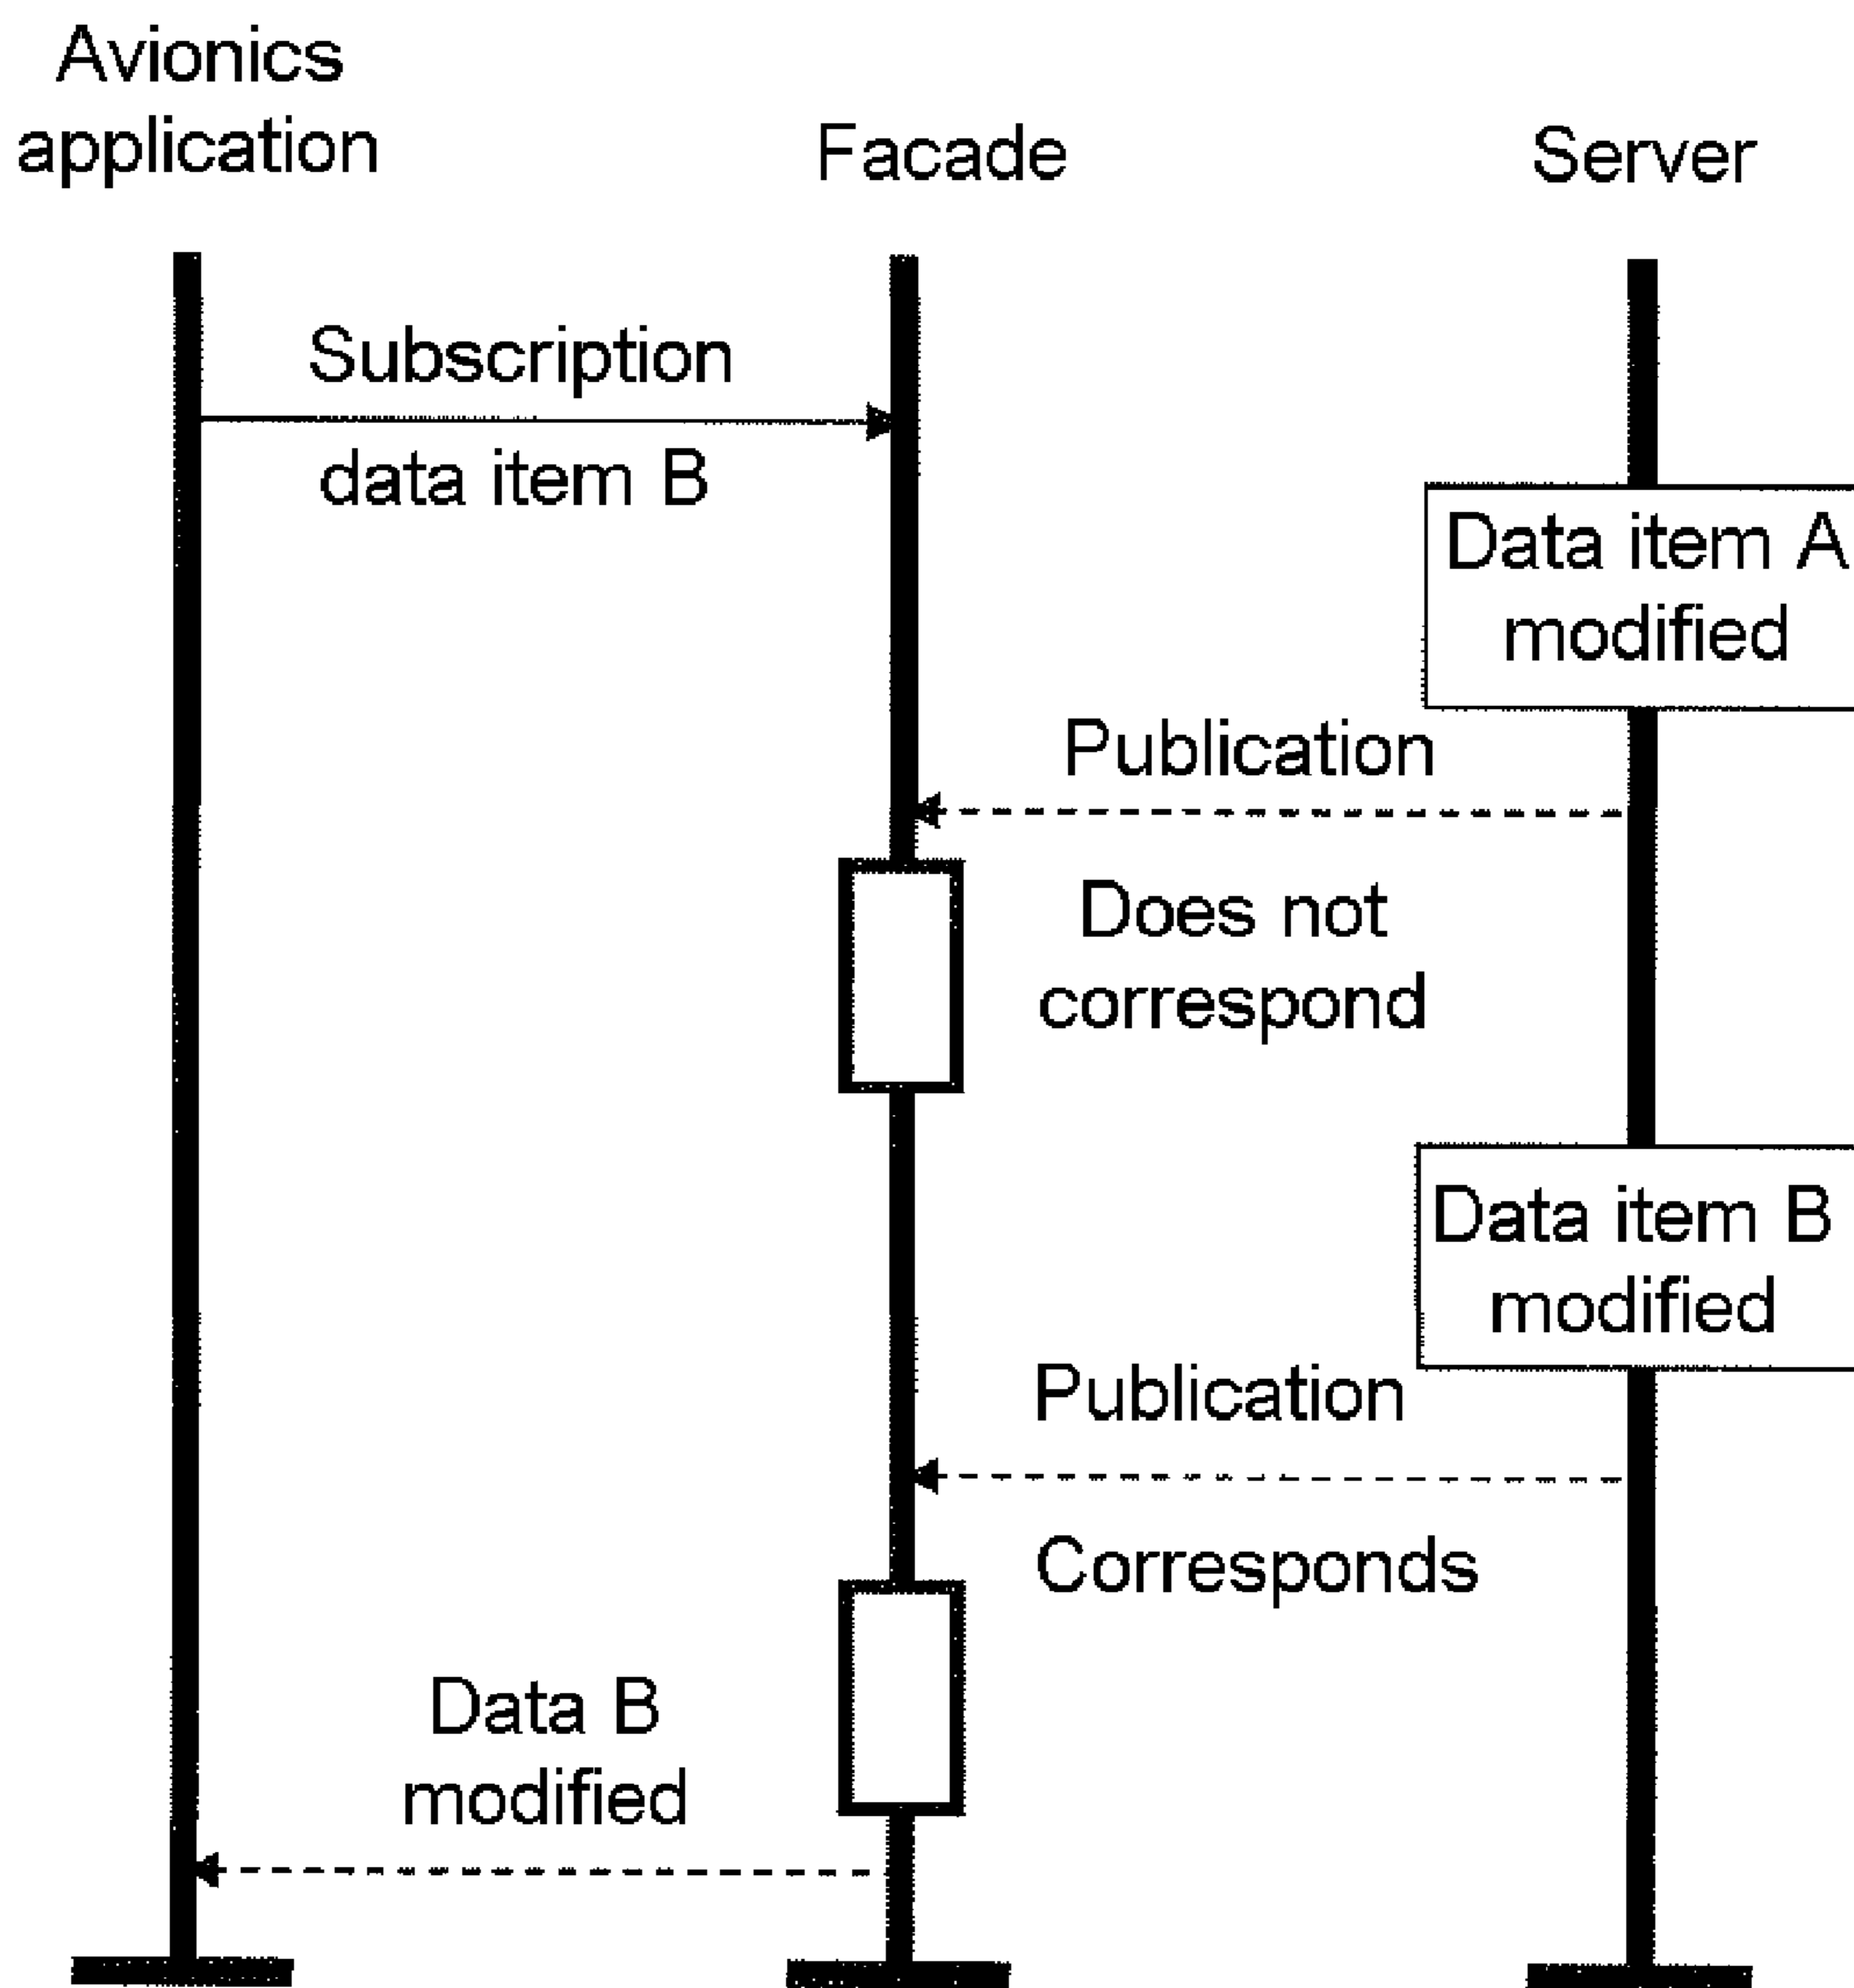 Avionics
application
Facade
Server
Subscription
data item B
Data item A
modified
Publication
Does not
correspond
Data item B
modified
Publication
Corresponds
Data B
modified